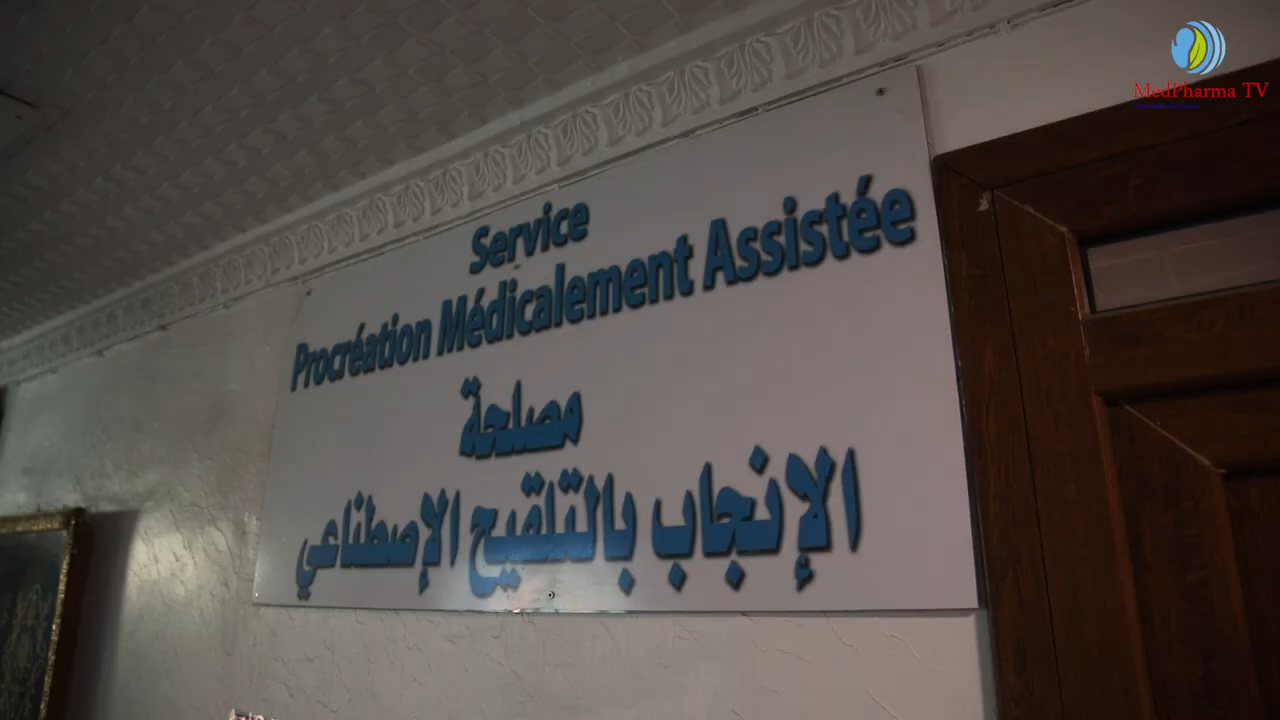 MedPharma TV
Service
Procréation Médicalement Assistée
مصلحة
الإنجاب بالتلقيح الإصطناعي